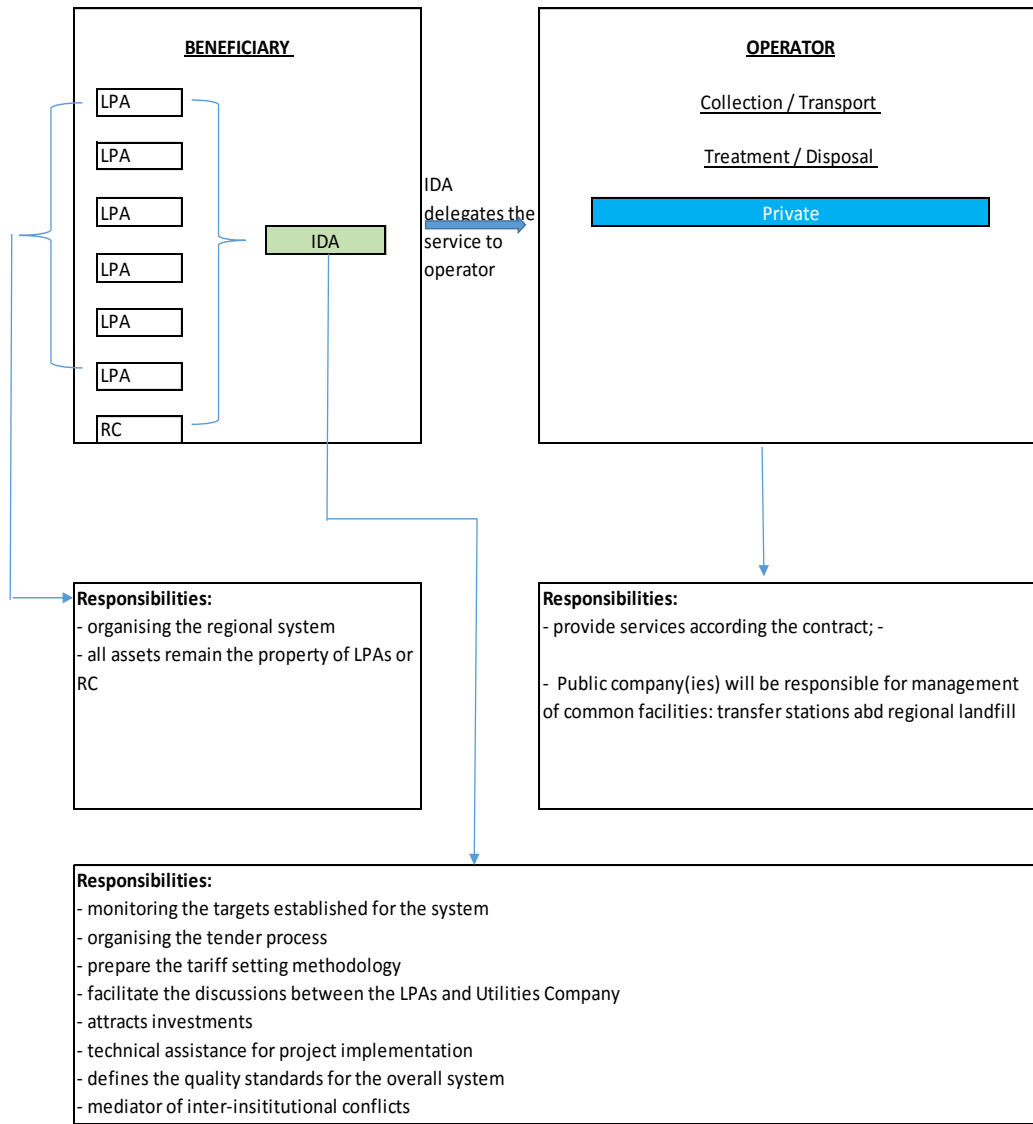 BENEFICIARY
LPA
LPA
LPA
LPA
LPA
LPA
RC
IDA
IDA
delegates the
service to
operator
OPERATOR
Collection / Transport
Treatment / Disposal
Private
Responsibilities:
- organising the regional system
- all assets remain the property of LPAs or
RC
Responsibilities:
- provide services according the contract; -
- Public company(ies) will be responsible for management
of common facilities: transfer stations abd regional landfill
Responsibilities:
- monitoring the targets established for the system
- organising the tender process
- prepare the tariff setting methodology
- facilitate the discussions between the LPAs and Utilities Company
- attracts investments
- technical assistance for project implementation
- defines the quality standards for the overall system
- mediator of inter-insititutional conflicts